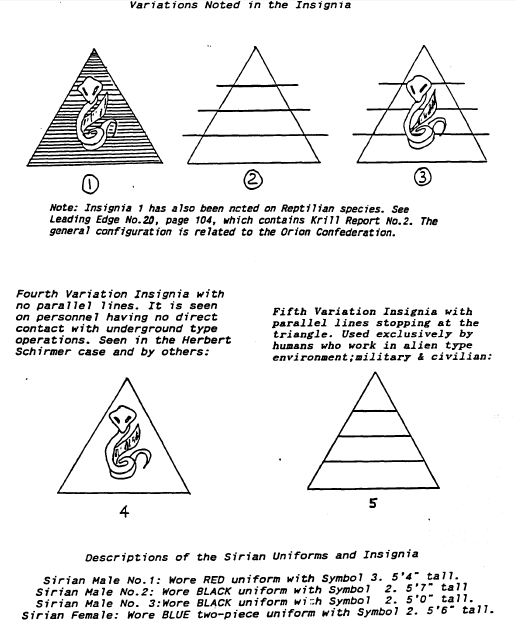 Variations Noted in the Insignia
1
2
3
Note: Insignia 1 has also been noted on Reptilian species. See
Leading Edge No.20, page 104, which contains Krill Report No.2. The
general configuration is related to the Orion Confederation.
Fourth Variation Insignia with
no parallel lines. It is seen
on personnel having no direct
contact with underground type
operations. Seen in the Herbert
Schirmer case and by others:
Fifth Variation Insignia with
parallel lines stopping at the
triangle. Used exclusively by
humans who work in alien type
environment;military & civilian:
4
5
Descriptions of the Sirian Uniforms and Insignia
Sirian Male No.1: Wore RED uniform with Symbol 3. 5'4" tall.
Sirian Male No.2: Wore BLACK uniform with Symbol 2. 5'7" tall
Sirian Male No. 3:Wore BLACK uniform with Symbol 2. 5'0" tall.
Sirian Female: Wore BLUE two-piece uniform with Symbol 2. 5'6" tall.